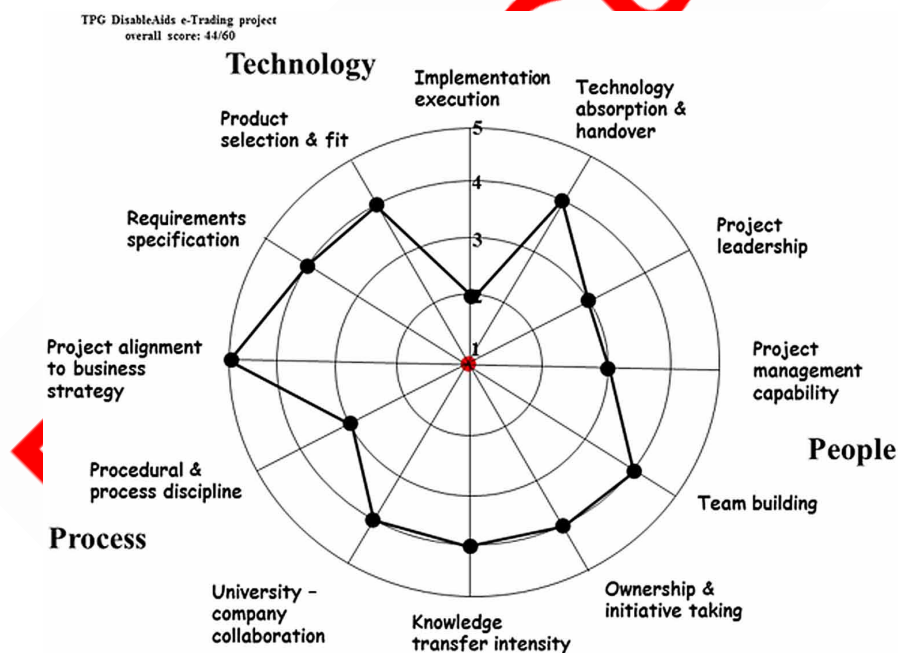 TPG DisableAids e-Trading project
overall score: 44/60
Technology
Implementation
execution
Technology
absorption &
handover
Product
selection & fit
5
4
3
2
1
Requirements
specification
Project
leadership
Project alignment
to business
strategy
Project
management
capability
People
Procedural &
process discipline
Team building
Process
University –
company
collaboration
Knowledge
transfer intensity
Ownership &
initiative taking